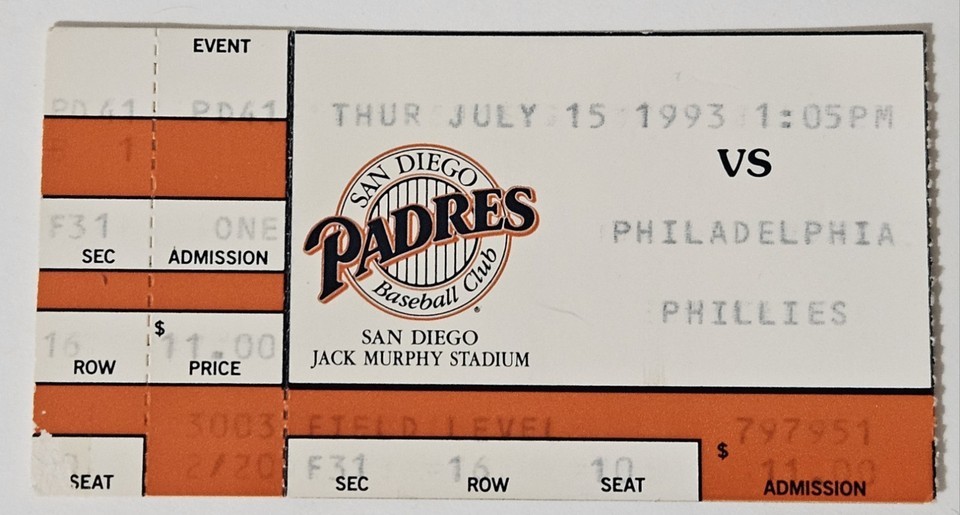 EVENT
PD41 PD41
THUR JULY 15 1993 1:05PM
VS
1
F31 ONE
SEC ADMISSION
SAN DIEGO
PADRES
Baseball Club
PHILADELPHIA
PHILLIES
SAN DIEGO
JACK MURPHY STADIUM
$
16 11.00
ROW PRICE
3003 FIELD LEVEL 797951
2/20 F31 16 10 $ 11.00
SEAT SEC ROW SEAT ADMISSION